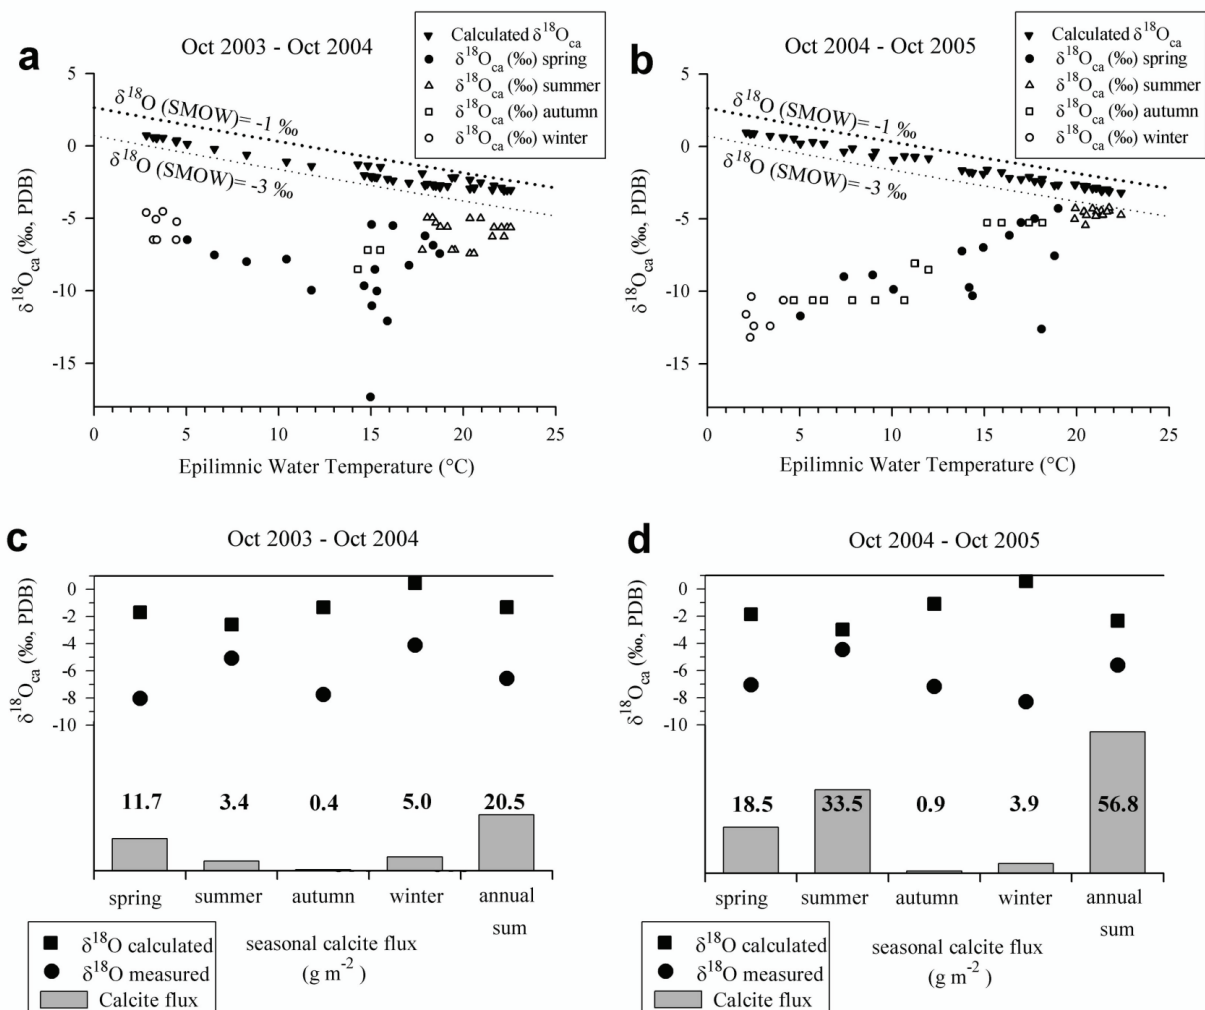 a
Oct 2003 - Oct 2004
Calculated δ¹⁸Oca
δ¹⁸Oca (‰) spring
δ¹⁸Oca (‰) summer
δ¹⁸Oca (‰) autumn
δ¹⁸Oca (‰) winter
δ¹⁸O (SMOW)= -1 ‰
δ¹⁸O (SMOW)= -3 ‰
δ¹⁸Oca (‰, PDB)
5
0
-5
-10
-15
0
5
10
15
20
25
Epilimnic Water Temperature (°C)
b
Oct 2004 - Oct 2005
Calculated δ¹⁸Oca
δ¹⁸Oca (‰) spring
δ¹⁸Oca (‰) summer
δ¹⁸Oca (‰) autumn
δ¹⁸Oca (‰) winter
δ¹⁸O (SMOW)= -1 ‰
δ¹⁸O (SMOW)= -3 ‰
δ¹⁸Oca (‰, PDB)
5
0
-5
-10
-15
0
5
10
15
20
25
Epilimnic Water Temperature (°C)
c
Oct 2003 - Oct 2004
δ¹⁸Oca (‰, PDB)
0
-2
-4
-6
-8
-10
11.7
3.4
0.4
5.0
20.5
spring
summer
autumn
winter
annual
sum
δ¹⁸O calculated
δ¹⁸O measured
Calcite flux
seasonal calcite flux
(g m⁻²)
d
Oct 2004 - Oct 2005
δ¹⁸Oca (‰, PDB)
0
-2
-4
-6
-8
-10
18.5
33.5
0.9
3.9
56.8
spring
summer
autumn
winter
annual
sum
δ¹⁸O calculated
δ¹⁸O measured
Calcite flux
seasonal calcite flux
(g m⁻²)